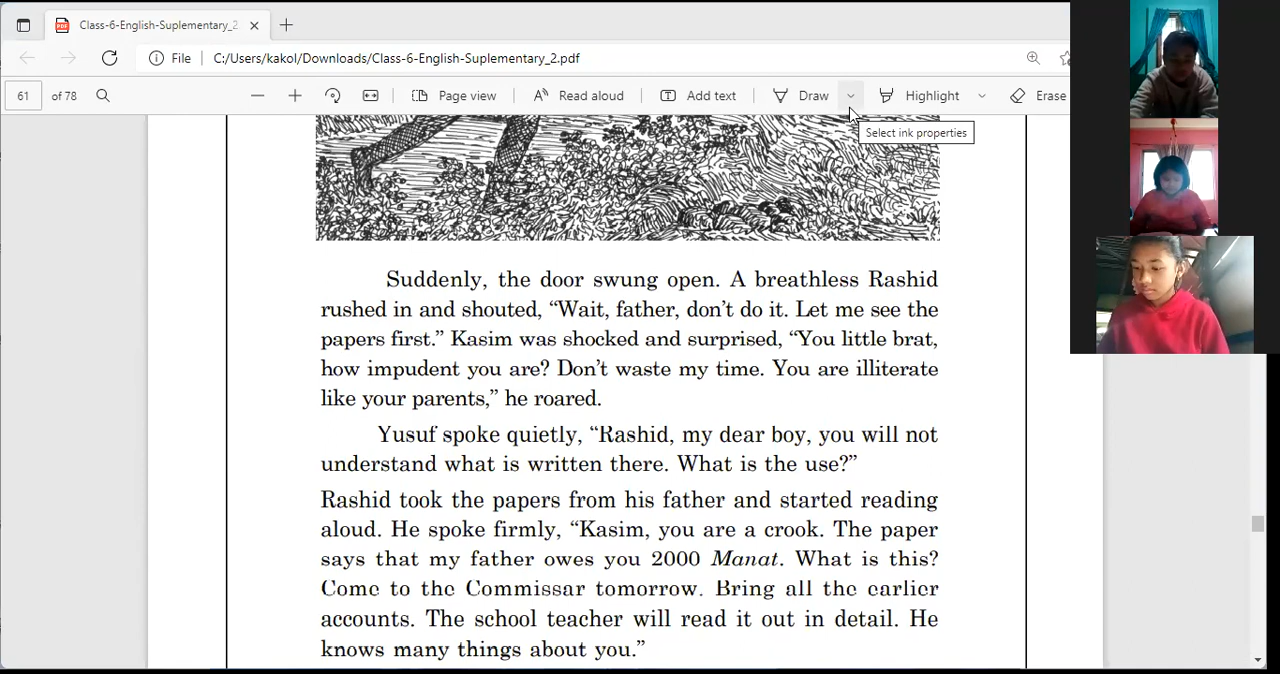 Class-6-English-Suplementary_2
File
C:/Users/kakol/Downloads/Class-6-English-Suplementary_2.pdf
61 of 78
Page view
Read aloud
Add text
Draw
Highlight
Erase
Select ink properties
Suddenly, the door swung open. A breathless Rashid
rushed in and shouted, “Wait, father, don’t do it. Let me see the
papers first.” Kasim was shocked and surprised, “You little brat,
how impudent you are? Don’t waste my time. You are illiterate
like your parents,” he roared.
Yusuf spoke quietly, “Rashid, my dear boy, you will not
understand what is written there. What is the use?”
Rashid took the papers from his father and started reading
aloud. He spoke firmly, “Kasim, you are a crook. The paper
says that my father owes you 2000 Manat. What is this?
Come to the Commissar tomorrow. Bring all the earlier
accounts. The school teacher will read it out in detail. He
knows many things about you.”